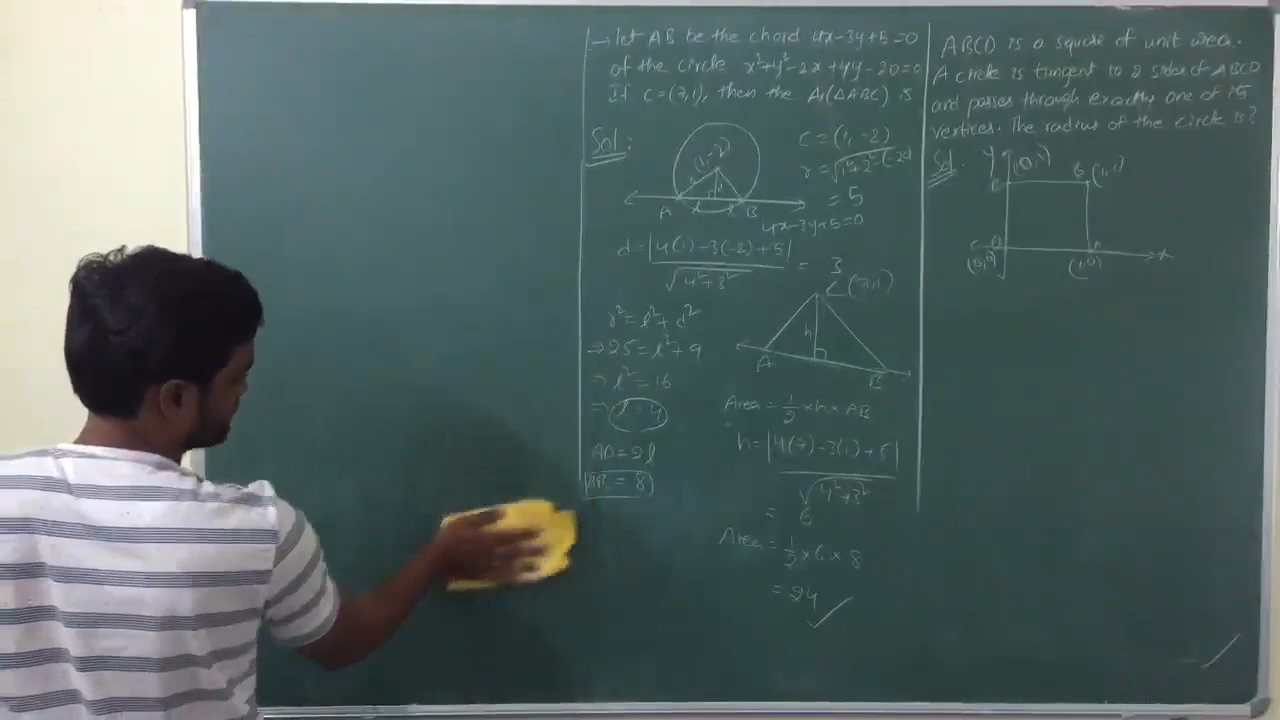 → let AB be the chord 4x-3y+5=0
of the circle x²+y²-2x+4y-20=0
If C=(7,1), then the Ar(△ABC) is
Sol:
(1,-2)
A l B
4x-3y+5=0
C = (1, -2)
r = √1²+2²-(-20)
= 5
d = |4(1)-3(-2)+5| / √4²+3² = 3
r² = l²+d²
⇒ 25 = l²+9
⇒ l² = 16
⇒ l = 4
AB = 2l
AB = 8
C (7,1)
h
A
B
Area = 1/2 × h × AB
h = |4(7)-3(1)+5| / √4²+3²
= 6
Area = 1/2 × 6 × 8
= 24 ✓
ABCD is a square of unit area.
A circle is tangent to 2 sides of ABCD
and passes through exactly one of its
vertices. The radius of the circle is?
Sol:
Y
(0,1)
B (1,1)
(0,0)
A
(1,0)
x